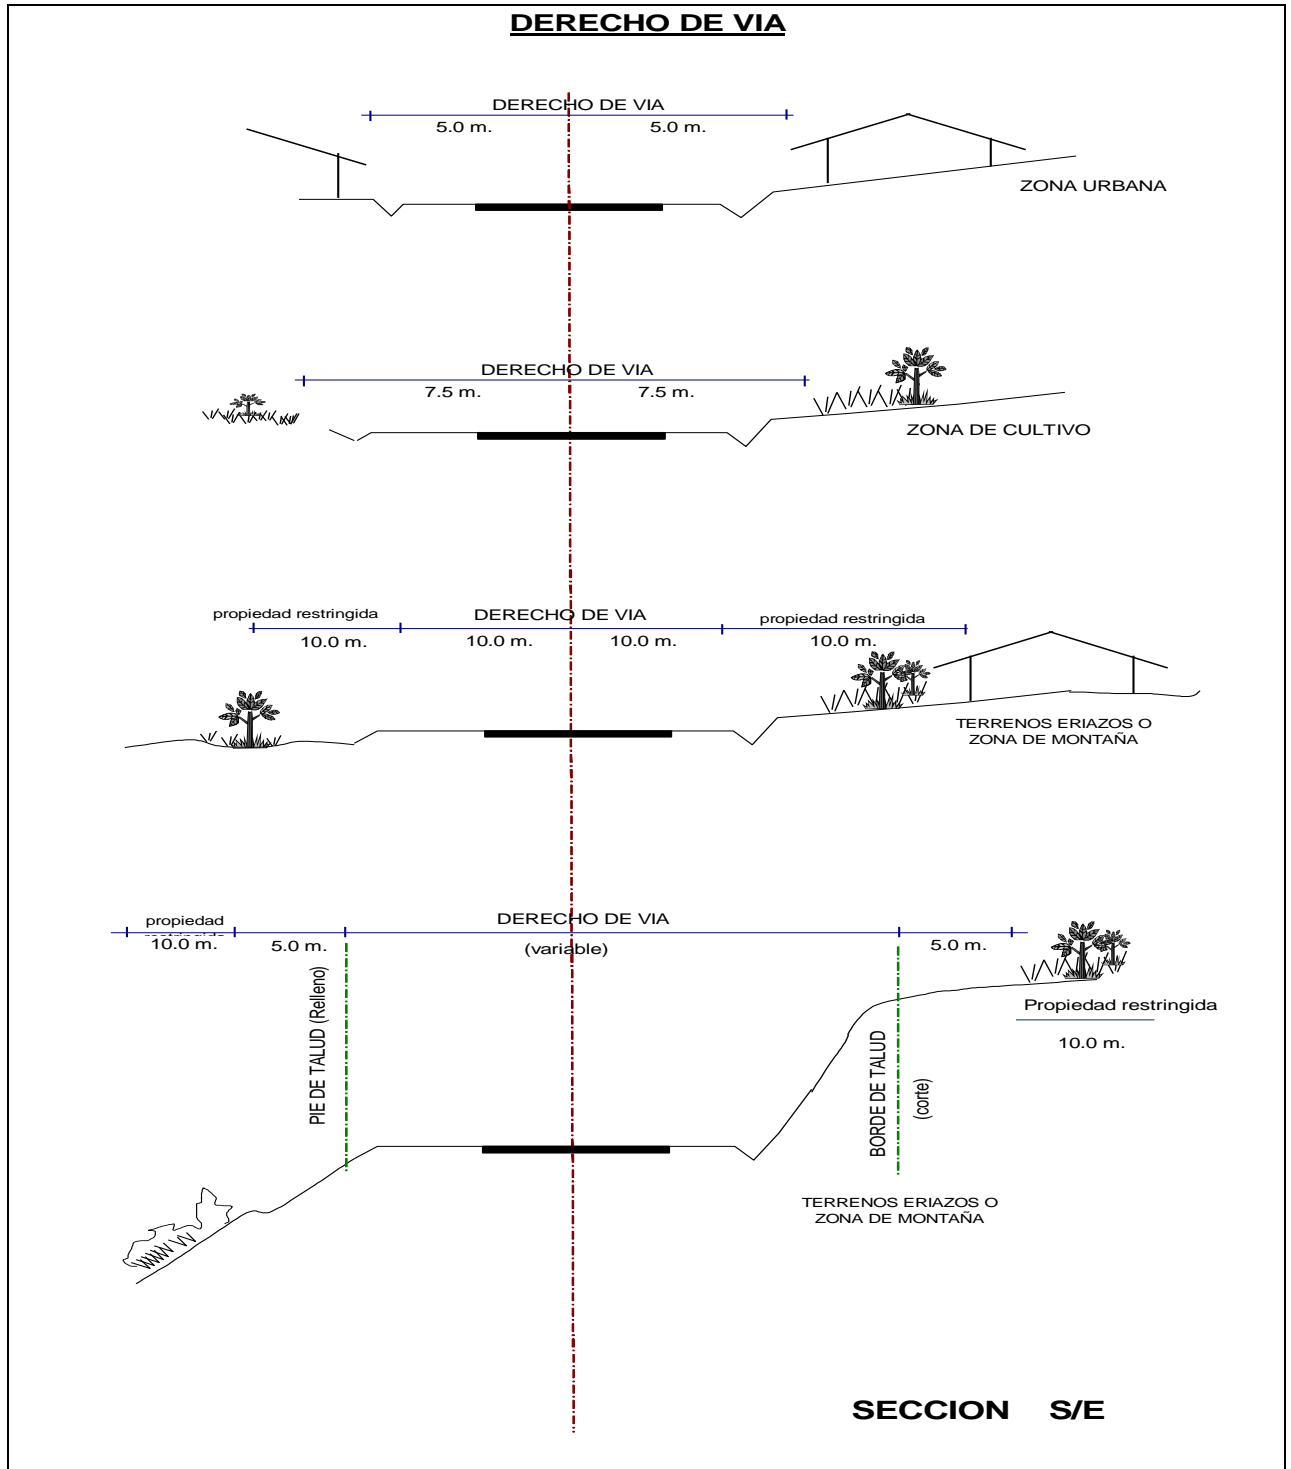 DERECHO DE VIA
DERECHO DE VIA
5.0 m. 5.0 m.
ZONA URBANA
DERECHO DE VIA
7.5 m. 7.5 m.
ZONA DE CULTIVO
propiedad restringida DERECHO DE VIA propiedad restringida
10.0 m. 10.0 m. 10.0 m. 10.0 m.
TERRENOS ERIAZOS O
ZONA DE MONTAÑA
propiedad DERECHO DE VIA
restringida
10.0 m. 5.0 m. (variable) 5.0 m.
PIE DE TALUD (Relleno)
Propiedad restringida
10.0 m.
BORDE DE TALUD
(corte)
TERRENOS ERIAZOS O
ZONA DE MONTAÑA
SECCION S/E